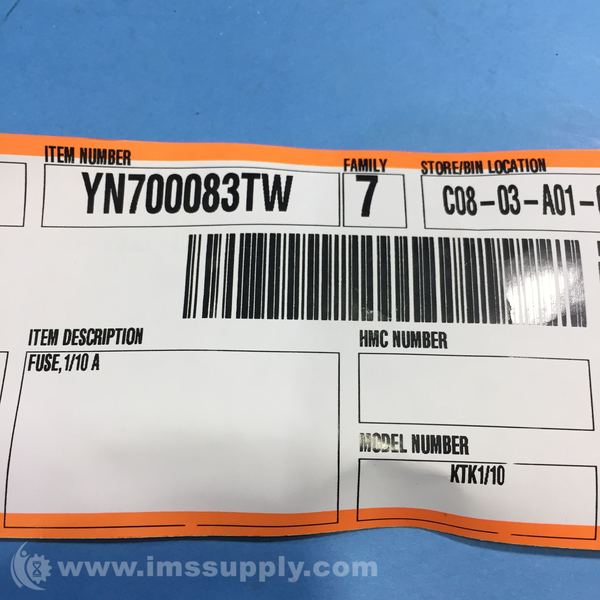 ITEM NUMBER
FAMILY
STORE/BIN LOCATION
YN700083TW
7
C08-03-A01-
ITEM DESCRIPTION
FUSE, 1/10 A
HMC NUMBER
MODEL NUMBER
KTK1/10
www.imssupply.com